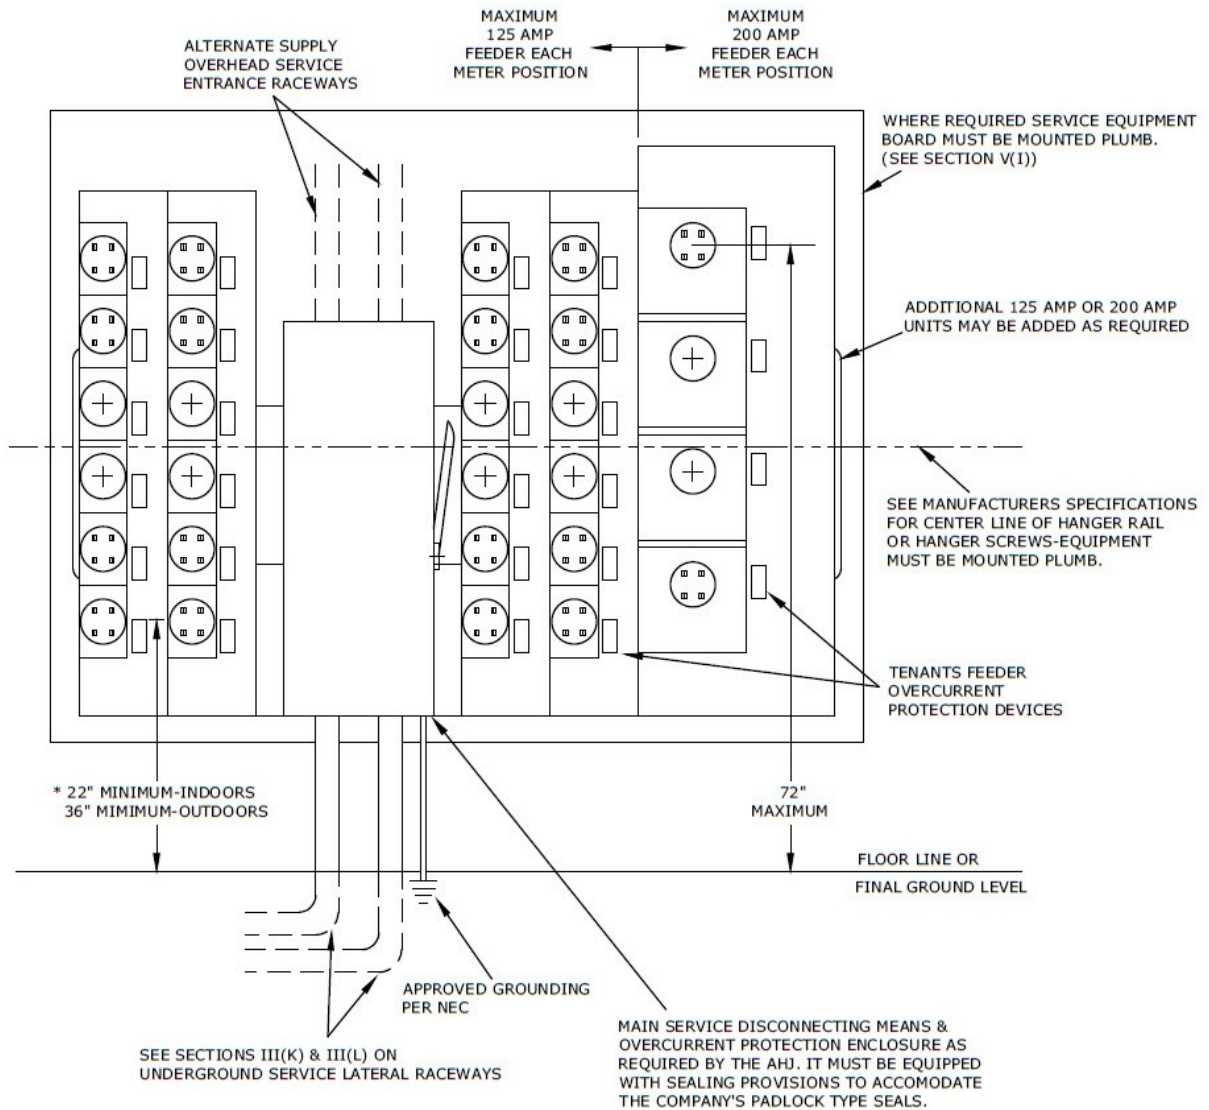 MAXIMUM
125 AMP
FEEDER EACH
METER POSITION
MAXIMUM
200 AMP
FEEDER EACH
METER POSITION
ALTERNATE SUPPLY
OVERHEAD SERVICE
ENTRANCE RACEWAYS
WHERE REQUIRED SERVICE EQUIPMENT
BOARD MUST BE MOUNTED PLUMB.
(SEE SECTION V(I))
ADDITIONAL 125 AMP OR 200 AMP
UNITS MAY BE ADDED AS REQUIRED
SEE MANUFACTURERS SPECIFICATIONS
FOR CENTER LINE OF HANGER RAIL
OR HANGER SCREWS-EQUIPMENT
MUST BE MOUNTED PLUMB.
TENANTS FEEDER
OVERCURRENT
PROTECTION DEVICES
* 22" MINIMUM-INDOORS
36" MIMIMUM-OUTDOORS
72"
MAXIMUM
FLOOR LINE OR
FINAL GROUND LEVEL
APPROVED GROUNDING
PER NEC
SEE SECTIONS III(K) & III(L) ON
UNDERGROUND SERVICE LATERAL RACEWAYS
MAIN SERVICE DISCONNECTING MEANS &
OVERCURRENT PROTECTION ENCLOSURE AS
REQUIRED BY THE AHJ. IT MUST BE EQUIPPED
WITH SEALING PROVISIONS TO ACCOMODATE
THE COMPANY'S PADLOCK TYPE SEALS.